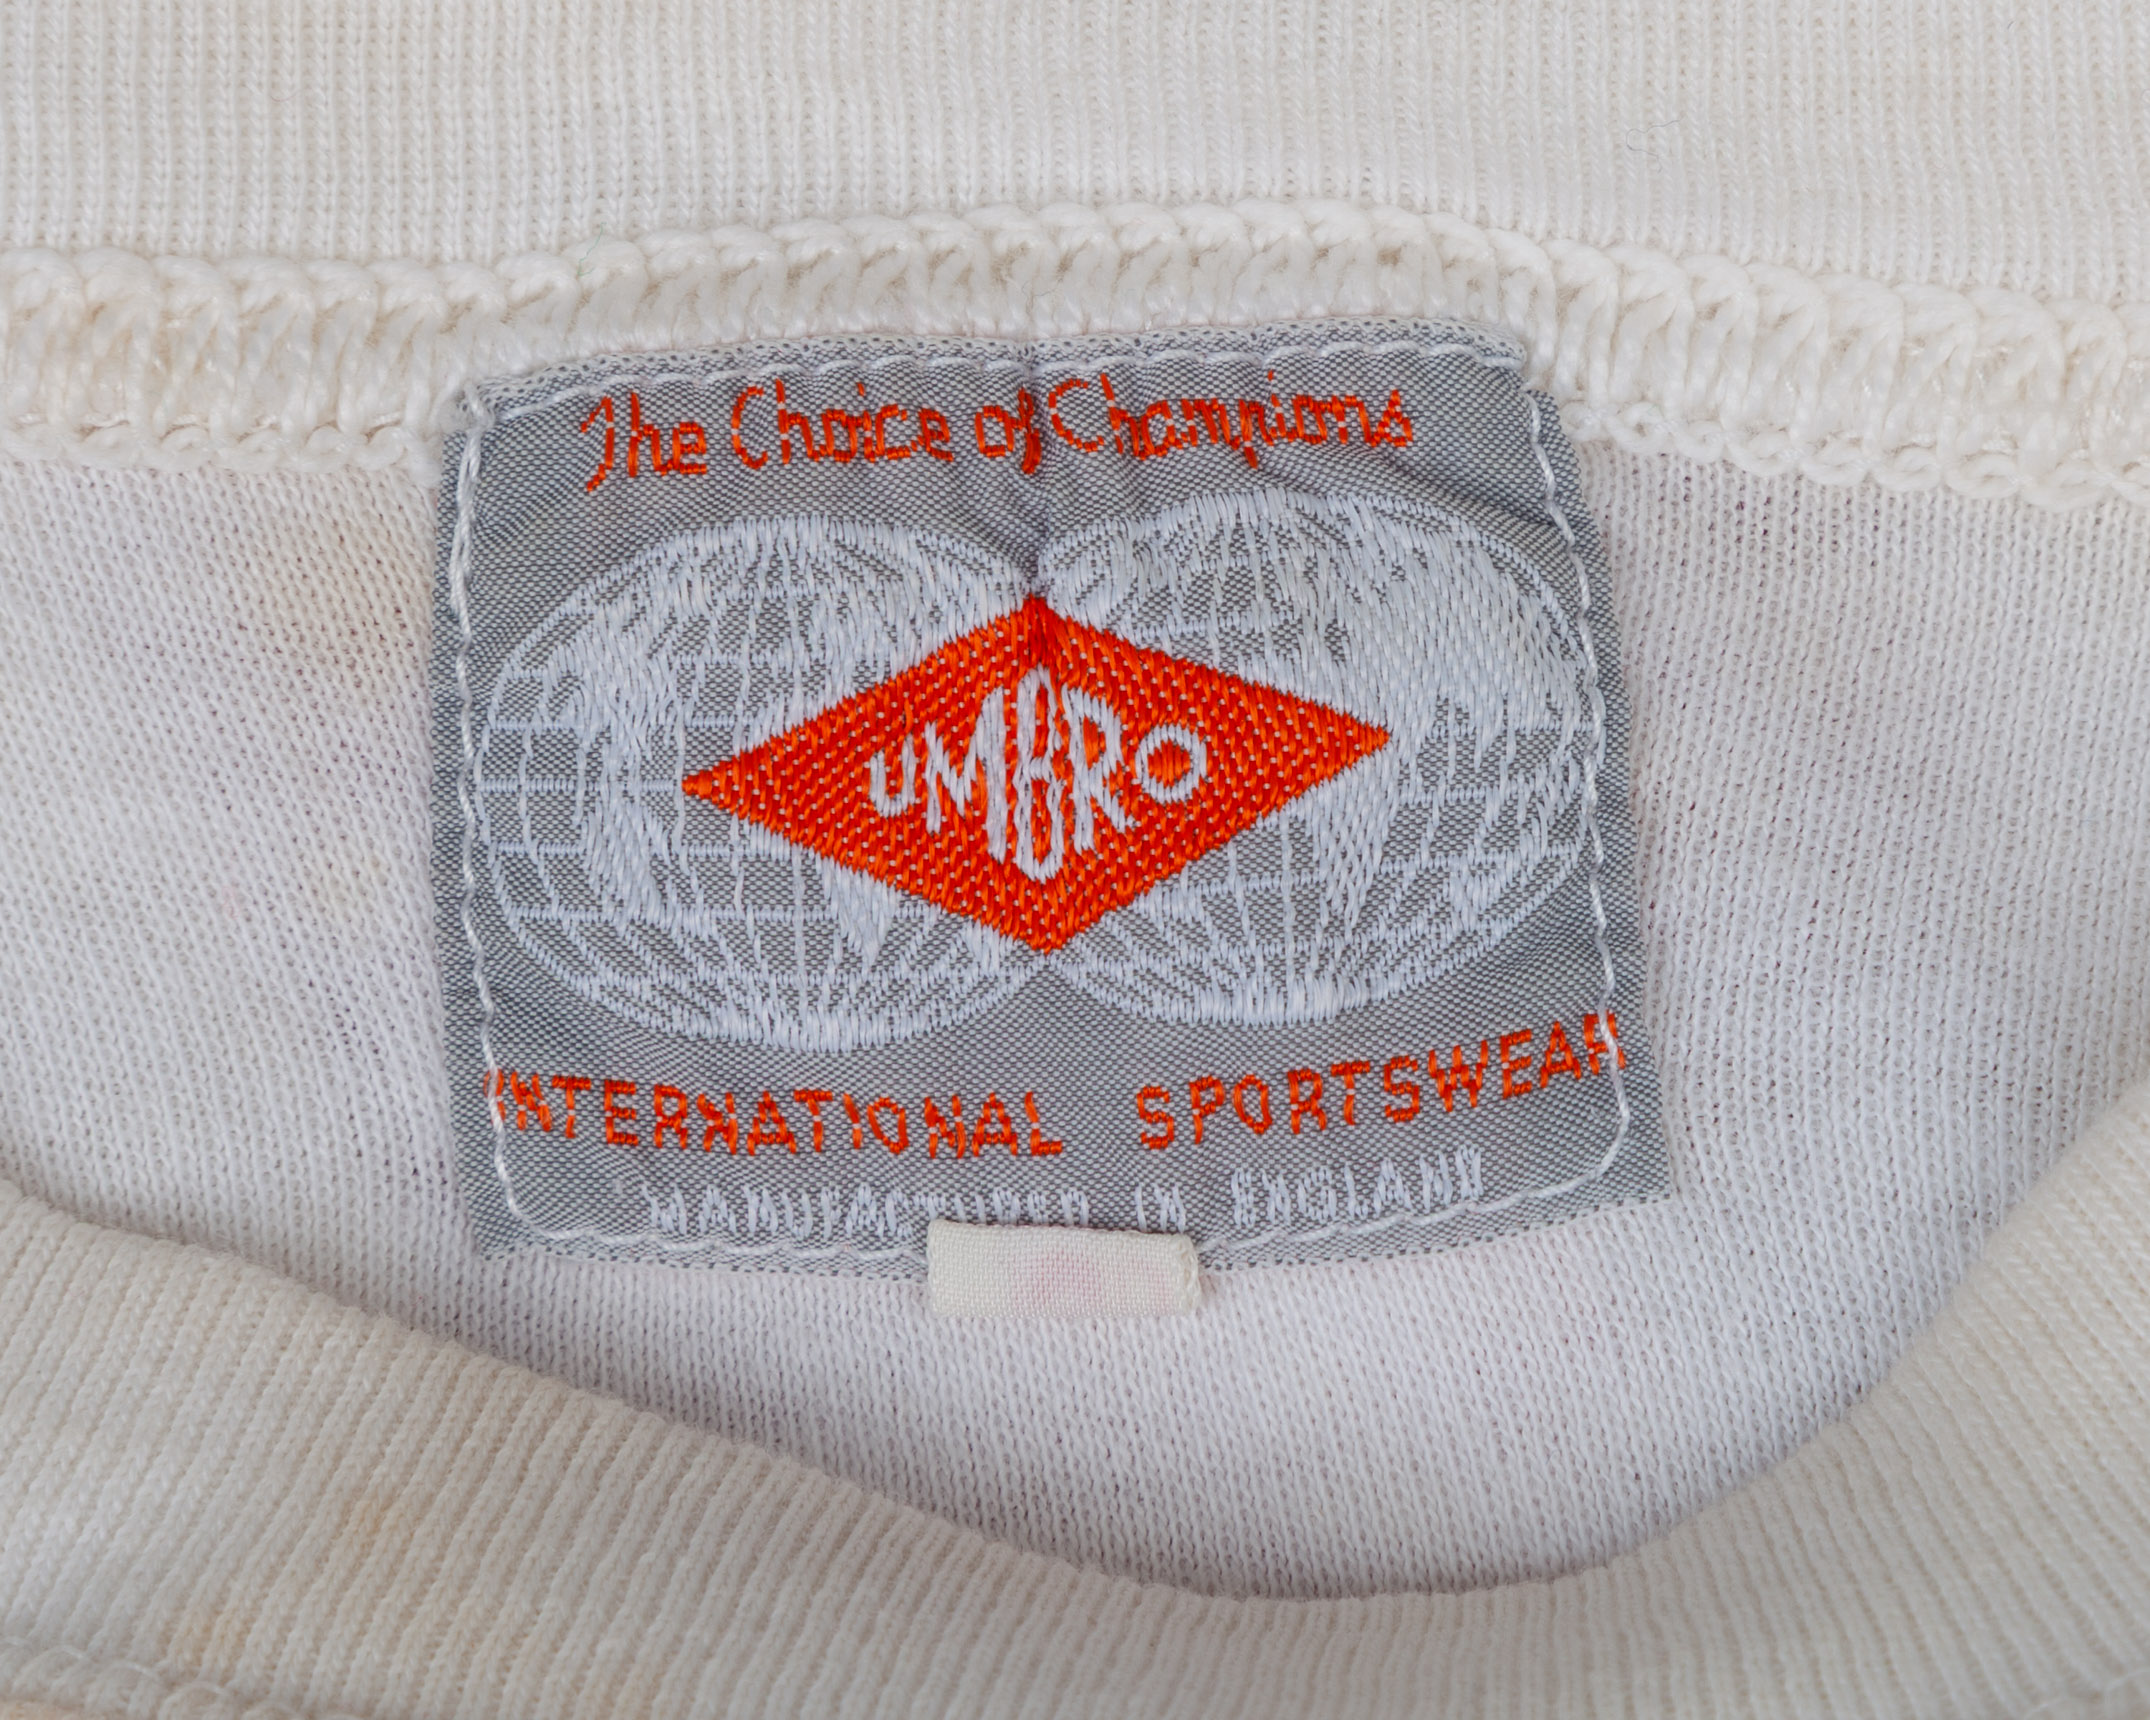 The Choice of Champions
UMBRO
INTERNATIONAL SPORTSWEAR
MANUFACTURED IN ENGLAND